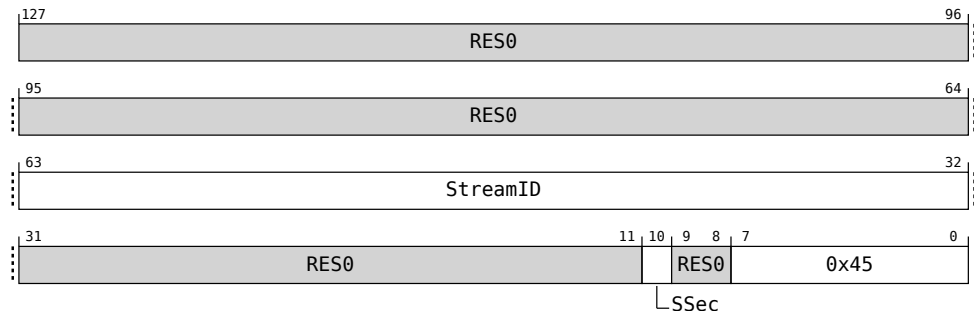 127 96
RES0
95 64
RES0
63 32
StreamID
31 11 10 9 8 7 0
RES0 RES0 0x45
SSec